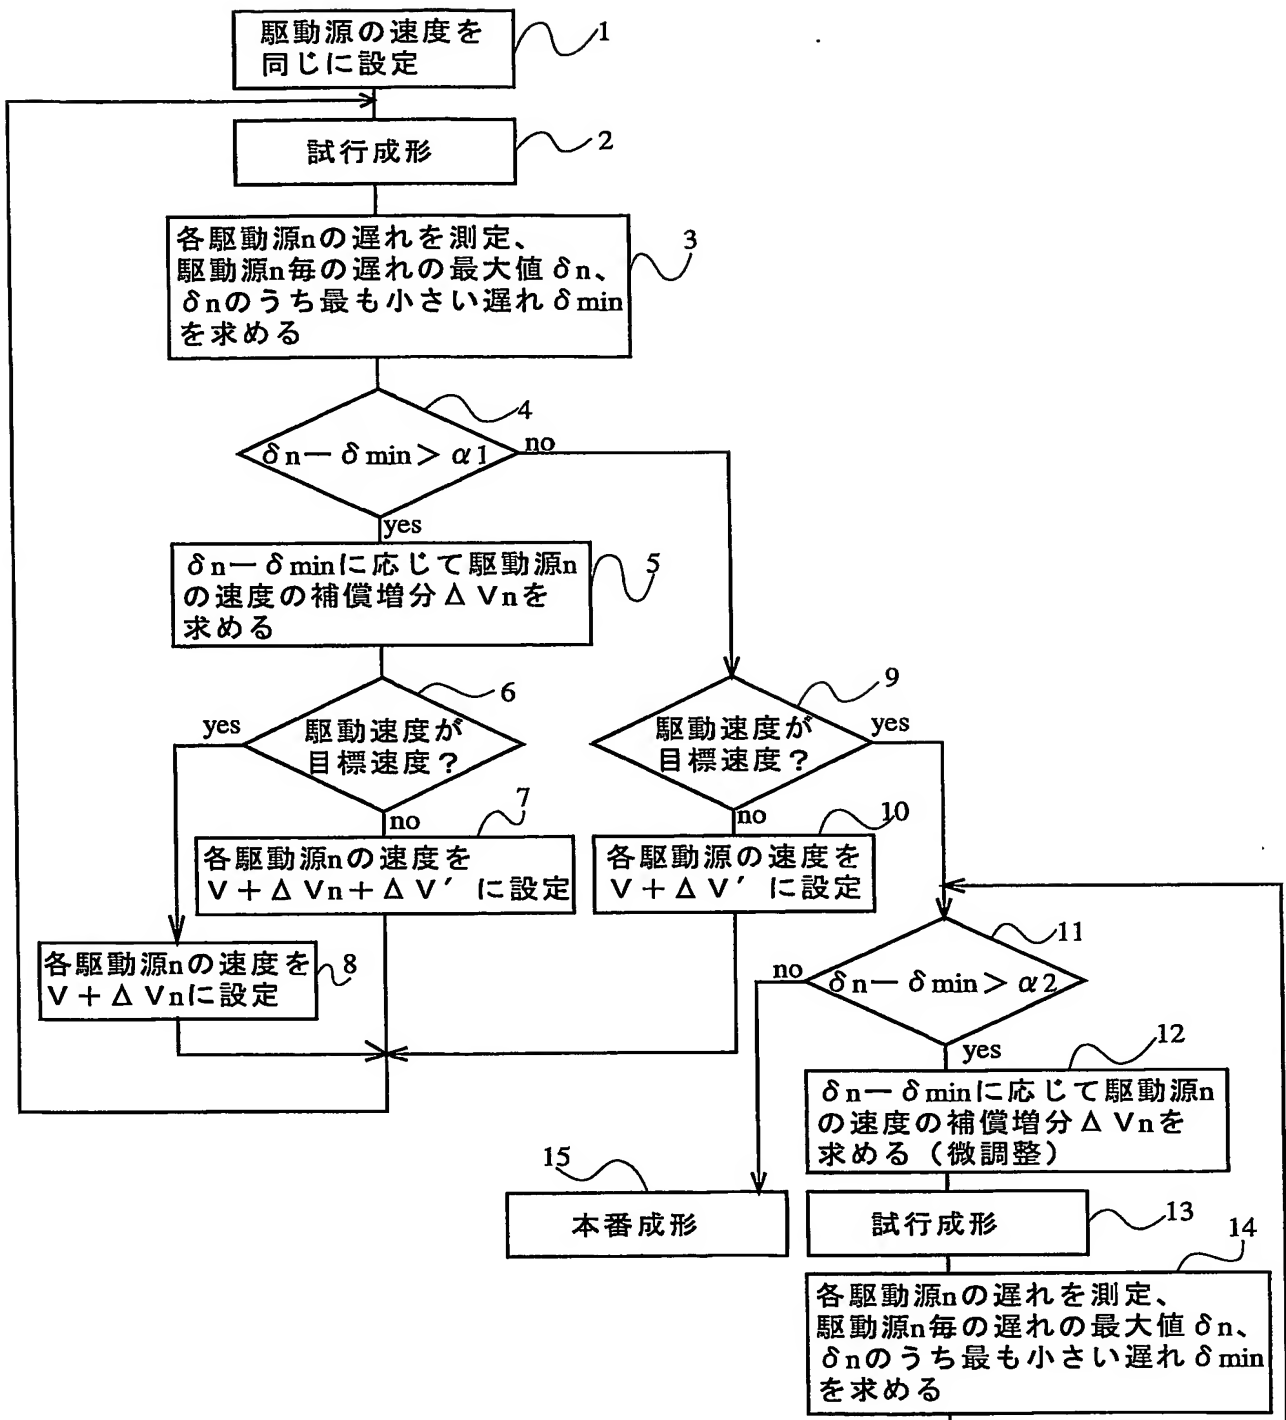 駆動源の速度を
同じに設定
1
試行成形
2
各駆動源nの遅れを測定、
駆動源n毎の遅れの最大値δn、
δnのうち最も小さい遅れδmin
を求める
3
δn－δmin＞α1
4
no
yes
δn－δminに応じて駆動源n
の速度の補償増分ΔVnを
求める
5
駆動速度が
目標速度？
6
yes
no
各駆動源nの速度を
V＋ΔVn＋ΔV′に設定
7
各駆動源nの速度を
V＋ΔVnに設定
8
駆動速度が
目標速度？
9
yes
no
各駆動源の速度を
V＋ΔV′に設定
10
δn－δmin＞α2
11
no
yes
δn－δminに応じて駆動源n
の速度の補償増分ΔVnを
求める（微調整）
12
試行成形
13
各駆動源nの遅れを測定、
駆動源n毎の遅れの最大値δn、
δnのうち最も小さい遅れδmin
を求める
14
本番成形
15